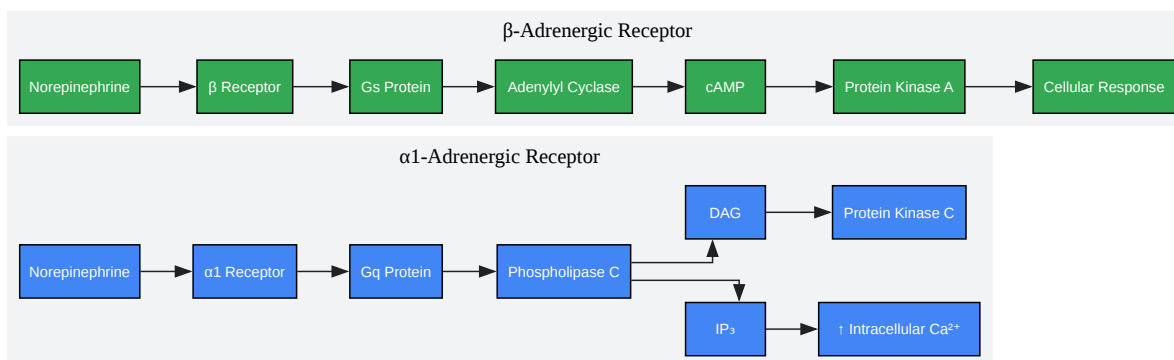 β-Adrenergic Receptor
Norepinephrine
β Receptor
Gs Protein
Adenylyl Cyclase
cAMP
Protein Kinase A
Cellular Response
α1-Adrenergic Receptor
Norepinephrine
α1 Receptor
Gq Protein
Phospholipase C
DAG
Protein Kinase C
IP₃
↑ Intracellular Ca²⁺